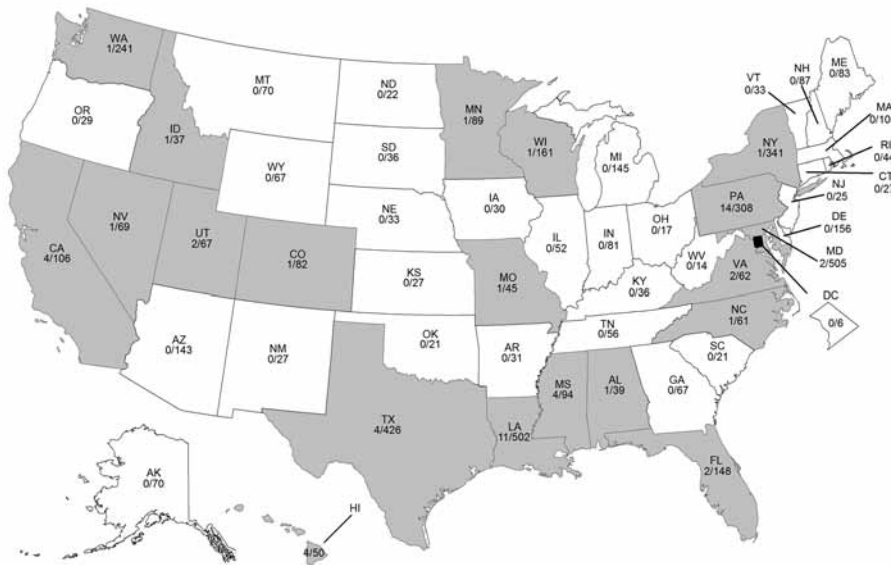 WA
1/241
OR
0/29
ID
1/37
MT
0/70
ND
0/22
MN
1/89
WI
1/161
MI
0/145
SD
0/36
WY
0/67
NE
0/33
IA
0/30
CA
4/106
NV
1/69
UT
2/67
CO
1/82
KS
0/27
MO
1/45
IL
0/52
IN
0/81
OH
0/17
KY
0/36
WV
0/14
VA
2/62
NC
1/61
TN
0/56
SC
0/21
AZ
0/143
NM
0/27
OK
0/21
AR
0/31
TX
4/426
LA
11/502
MS
4/94
AL
1/39
GA
0/67
FL
2/148
AK
0/70
HI
4/50
PA
14/308
NY
1/341
VT
0/33
NH
0/87
ME
0/83
MA
0/10
RI
CT
NJ
0/25
DE
0/156
MD
2/505
DC
0/6